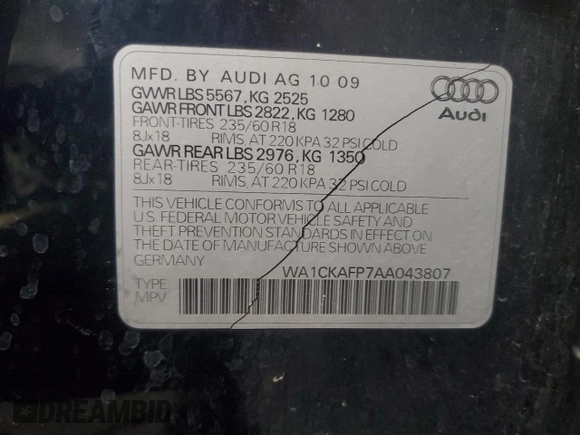 MFD. BY AUDI AG 10 09
GVWR LBS 5567, KG 2525
GAWR FRONT LBS 2822, KG 1280
FRONT-TIRES 235/60 R18
8Jx18 RIMS, AT 220 KPA 32 PSI COLD
GAWR REAR LBS 2976, KG 1350
REAR-TIRES 235/60 R18
8Jx18 RIMS, AT 220 KPA 32 PSI COLD
Audi
THIS VEHICLE CONFORMS TO ALL APPLICABLE
U.S. FEDERAL MOTOR VEHICLE SAFETY AND
THEFT PREVENTION STANDARDS IN EFFECT ON
THE DATE OF MANUFACTURE SHOWN ABOVE.
GERMANY WA1CKAFP7AA043807
TYPE
MPV
DREAMBID